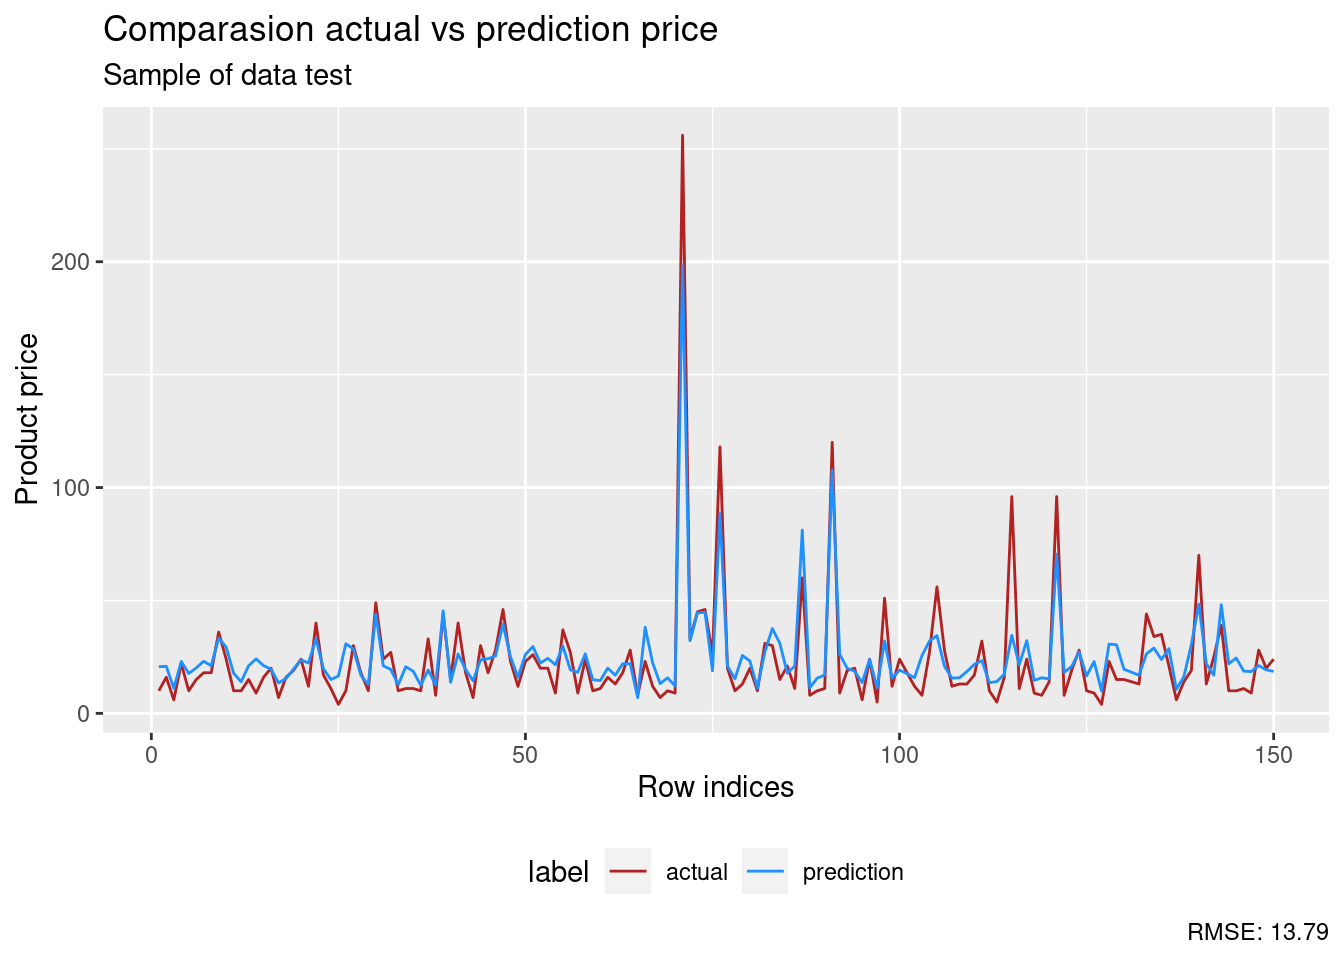 Comparasion actual vs prediction price
Sample of data test
Product price
200
100
0
0 50 100 150
Row indices
label actual prediction
RMSE: 13.79